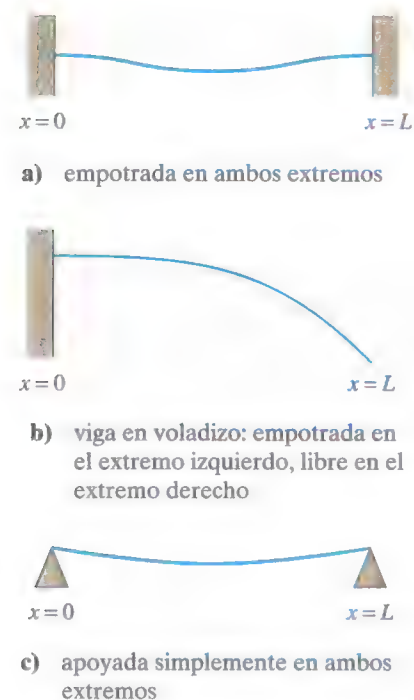 x = 0
x = L
a) empotrada en ambos extremos
x = 0
x = L
b) viga en voladizo: empotrada en
el extremo izquierdo, libre en el
extremo derecho
x = 0
x = L
c) apoyada simplemente en ambos
extremos